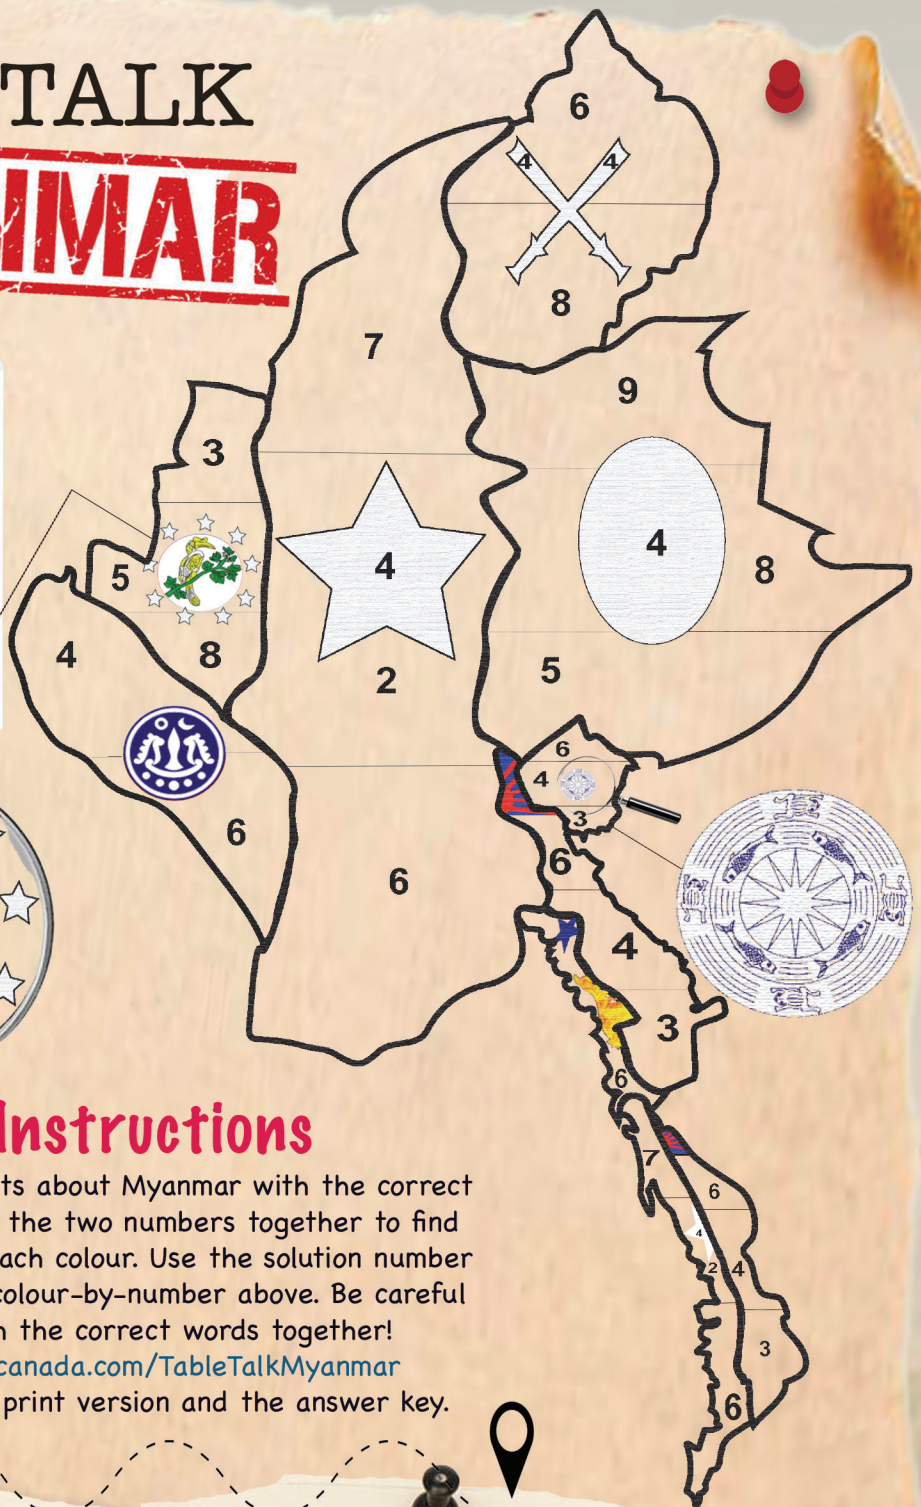 TALK
MAR
6
4 4
8
7
9
3
4
4
8
5
4
8
5
2
6
4
6
3
6
6
4
3
6
Instructions
ts about Myanmar with the correct
the two numbers together to find
ach colour. Use the solution number
colour-by-number above. Be careful
the correct words together!
canada.com/TableTalkMyanmar
print version and the answer key.
7
6
4
2 4
3
6